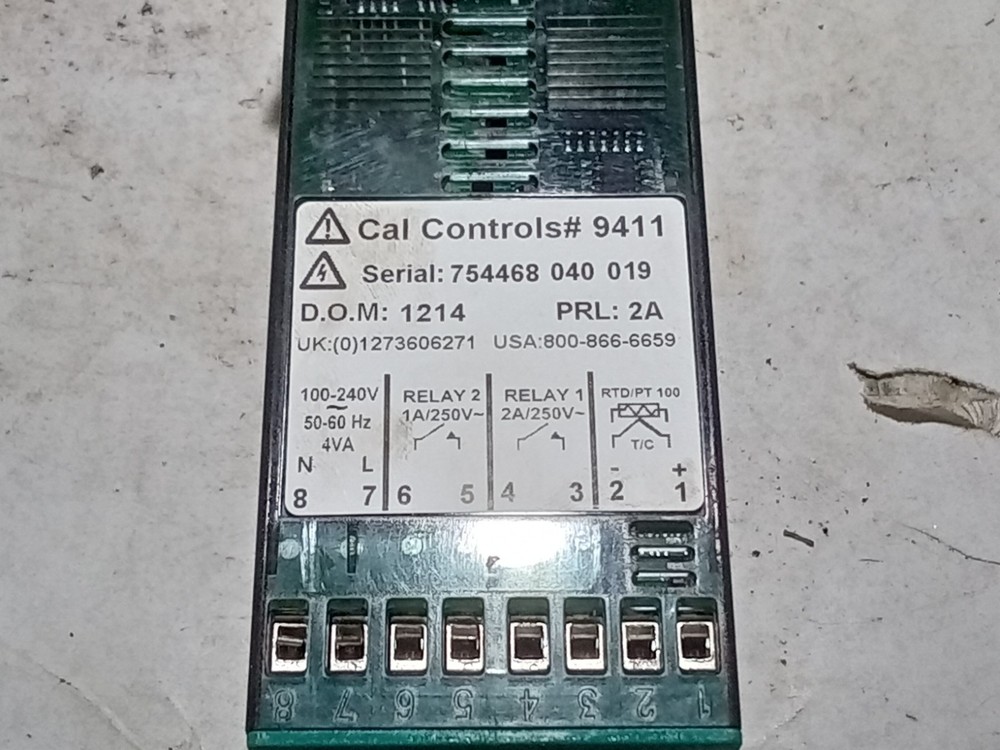 Cal Controls# 9411
Serial: 754468 040 019
D.O.M: 1214 PRL: 2A
UK:(0)1273606271 USA:800-866-6659
100-240V RELAY 2 RELAY 1 RTD/PT 100
~ 1A/250V~ 2A/250V~
50-60 Hz
4VA T/C
N L - +
8 7 6 5 4 3 2 1
8 7 6 5 4 3 2 1